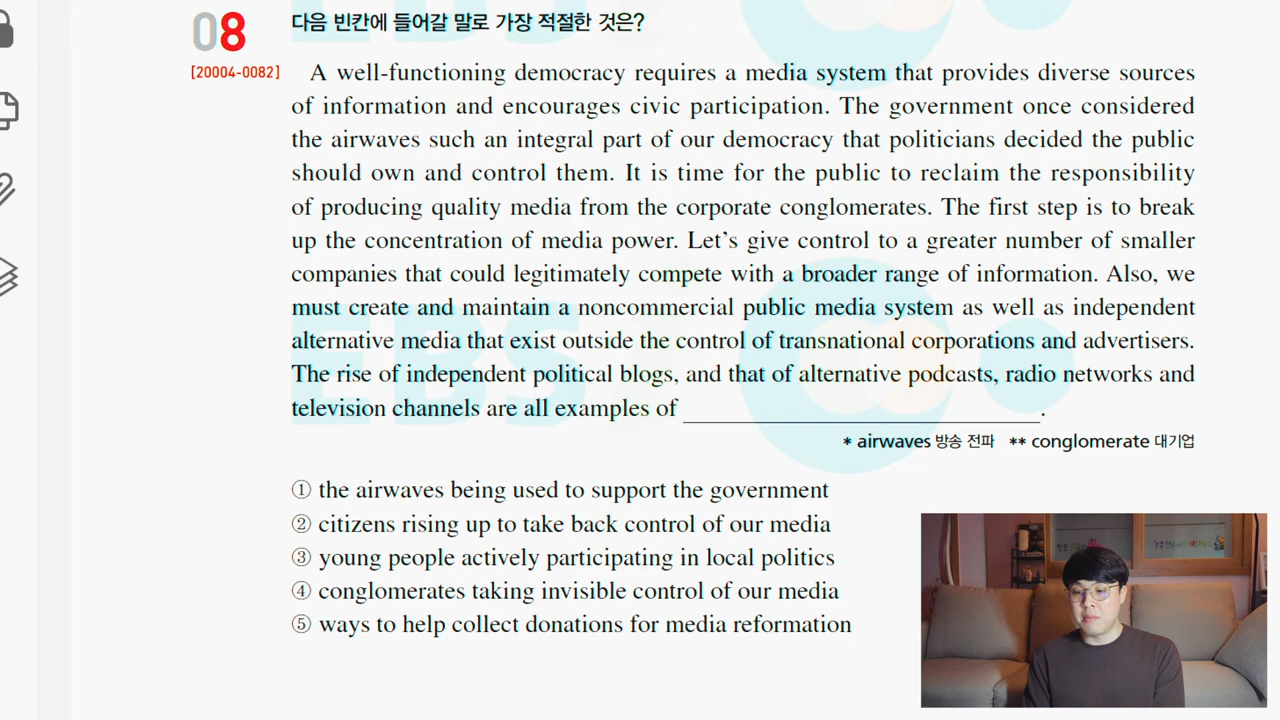 08
다음 빈칸에 들어갈 말로 가장 적절한 것은?
[20004-0082]
A well-functioning democracy requires a media system that provides diverse sources
of information and encourages civic participation. The government once considered
the airwaves such an integral part of our democracy that politicians decided the public
should own and control them. It is time for the public to reclaim the responsibility
of producing quality media from the corporate conglomerates. The first step is to break
up the concentration of media power. Let's give control to a greater number of smaller
companies that could legitimately compete with a broader range of information. Also, we
must create and maintain a noncommercial public media system as well as independent
alternative media that exist outside the control of transnational corporations and advertisers.
The rise of independent political blogs, and that of alternative podcasts, radio networks and
television channels are all examples of ____________________.
* airwaves 방송 전파 ** conglomerate 대기업
① the airwaves being used to support the government
② citizens rising up to take back control of our media
③ young people actively participating in local politics
④ conglomerates taking invisible control of our media
⑤ ways to help collect donations for media reformation
EBS